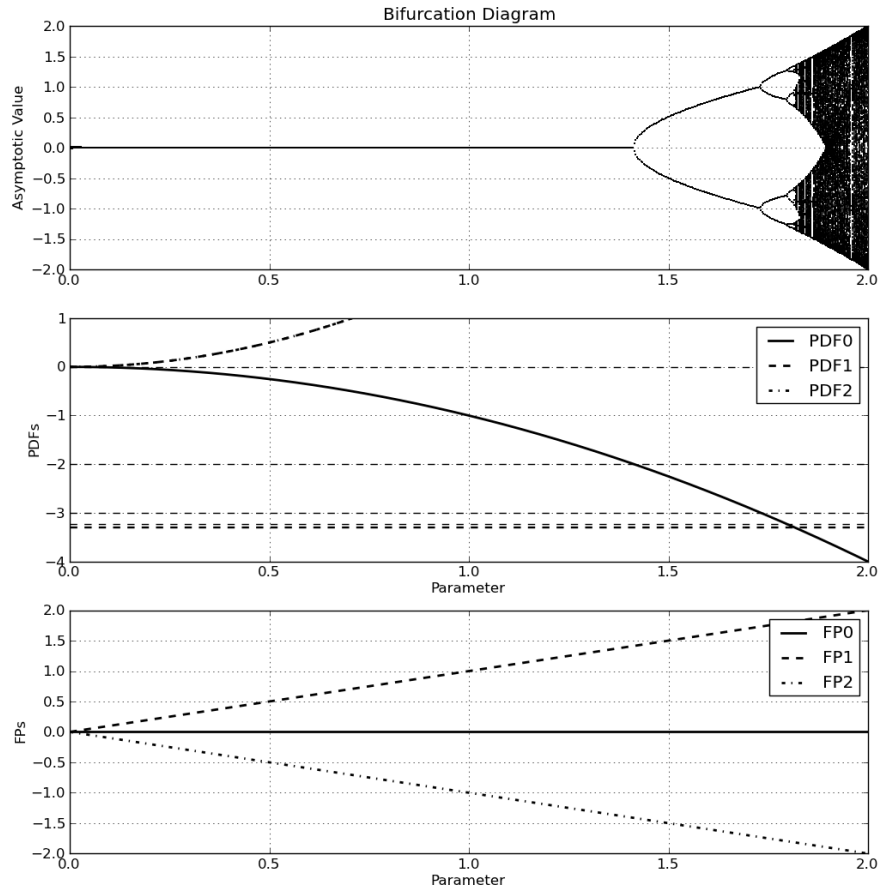 Bifurcation Diagram
2.0
1.5
1.0
0.5
0.0
−0.5
−1.0
−1.5
−2.0
Asymptotic Value
0.0 0.5 1.0 1.5 2.0
1
0
−1
−2
−3
−4
PDFs
PDF0
PDF1
PDF2
0.0 0.5 1.0 1.5 2.0
Parameter
2.0
1.5
1.0
0.5
0.0
−0.5
−1.0
−1.5
−2.0
FPs
FP0
FP1
FP2
0.0 0.5 1.0 1.5 2.0
Parameter